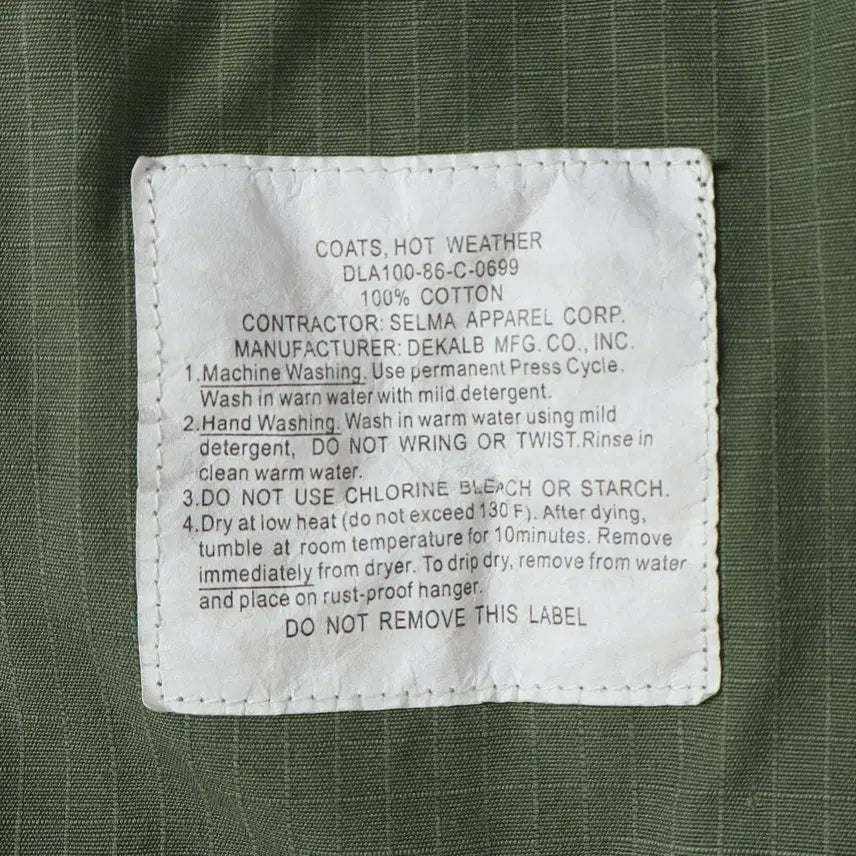 COATS, HOT WEATHER
DLA100-86-C-0699
100% COTTON
CONTRACTOR: SELMA APPAREL CORP.
MANUFACTURER: DEKALB MFG. CO., INC.
1.Machine Washing. Use permanent Press Cycle.
Wash in warn water with mild detergent.
2.Hand Washing. Wash in warm water using mild
detergent, DO NOT WRING OR TWIST.Rinse in
clean warm water.
3.DO NOT USE CHLORINE BLEACH OR STARCH.
4.Dry at low heat (do not exceed 130 F). After dying,
tumble at room temperature for 10minutes. Remove
immediately from dryer. To drip dry, remove from water
and place on rust-proof hanger.
DO NOT REMOVE THIS LABEL